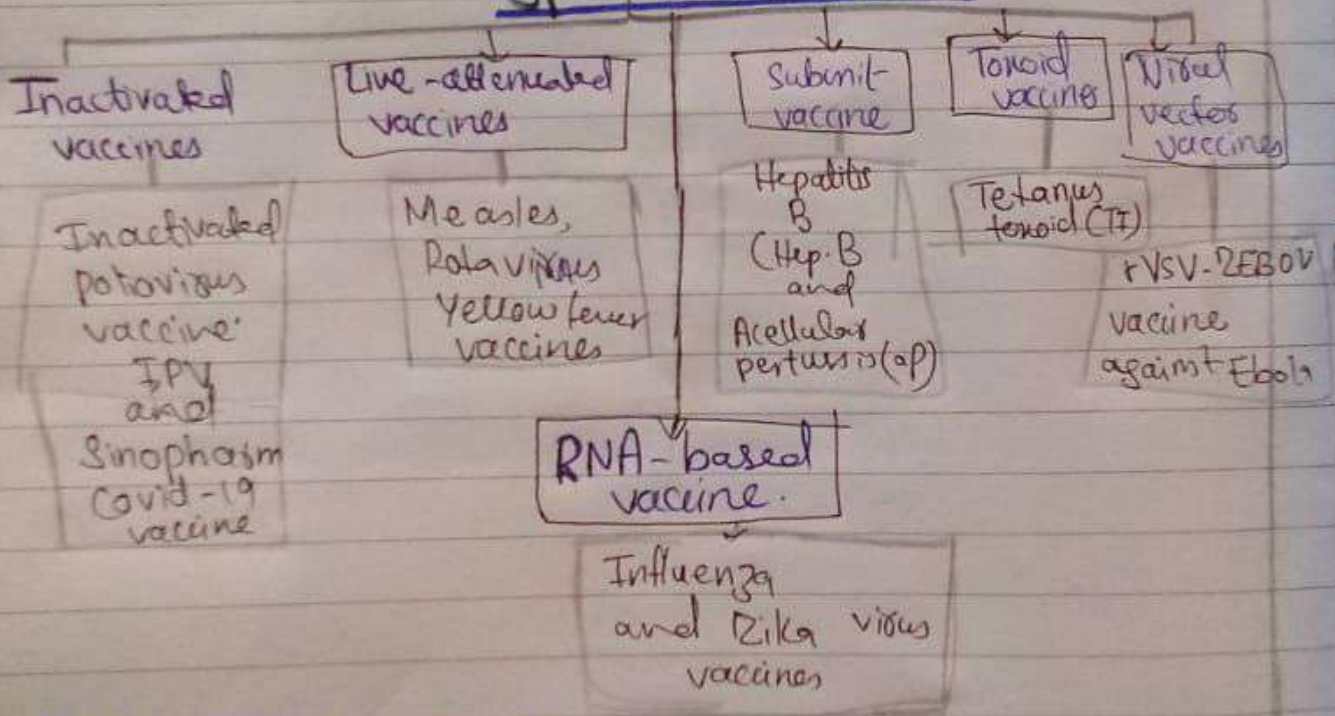 Inactivated
vaccines
Inactivated
poliovirus
vaccine.
IPV
and
Sinopharm
Covid-19
vaccine
Live-attenuated
vaccines
Measles,
Rotavirus
Yellow fever
vaccines
RNA-based
vaccine.
Influenza
and Zika virus
vaccines
Subunit
vaccine
Hepatitis
B
(Hep.B
and
Acellular
pertussis (aP)
Toxoid
vaccines
Tetanus
toxoid (TT)
Viral
vector
vaccines
rVSV-ZEBOV
vaccine
against Ebola